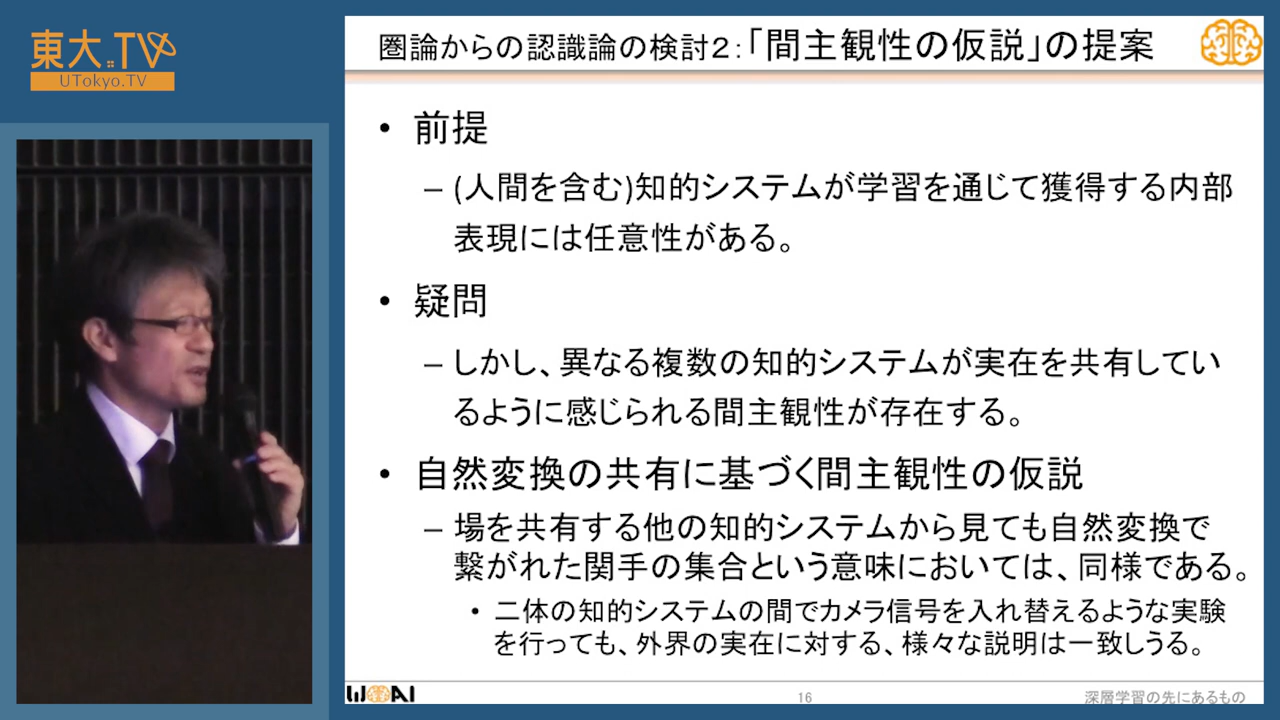 東大.TV
UTokyo.TV
圏論からの認識論の検討2:「間主観性の仮説」の提案
• 前提
– (人間を含む)知的システムが学習を通じて獲得する内部
表現には任意性がある。
• 疑問
– しかし、異なる複数の知的システムが実在を共有してい
るように感じられる間主観性が存在する。
• 自然変換の共有に基づく間主観性の仮説
– 場を共有する他の知的システムから見ても自然変換で
繋がれた関手の集合という意味においては、同様である。
• 二体の知的システムの間でカメラ信号を入れ替えるような実験
を行っても、外界の実在に対する、様々な説明は一致しうる。
WBAI
16
深層学習の先にあるもの